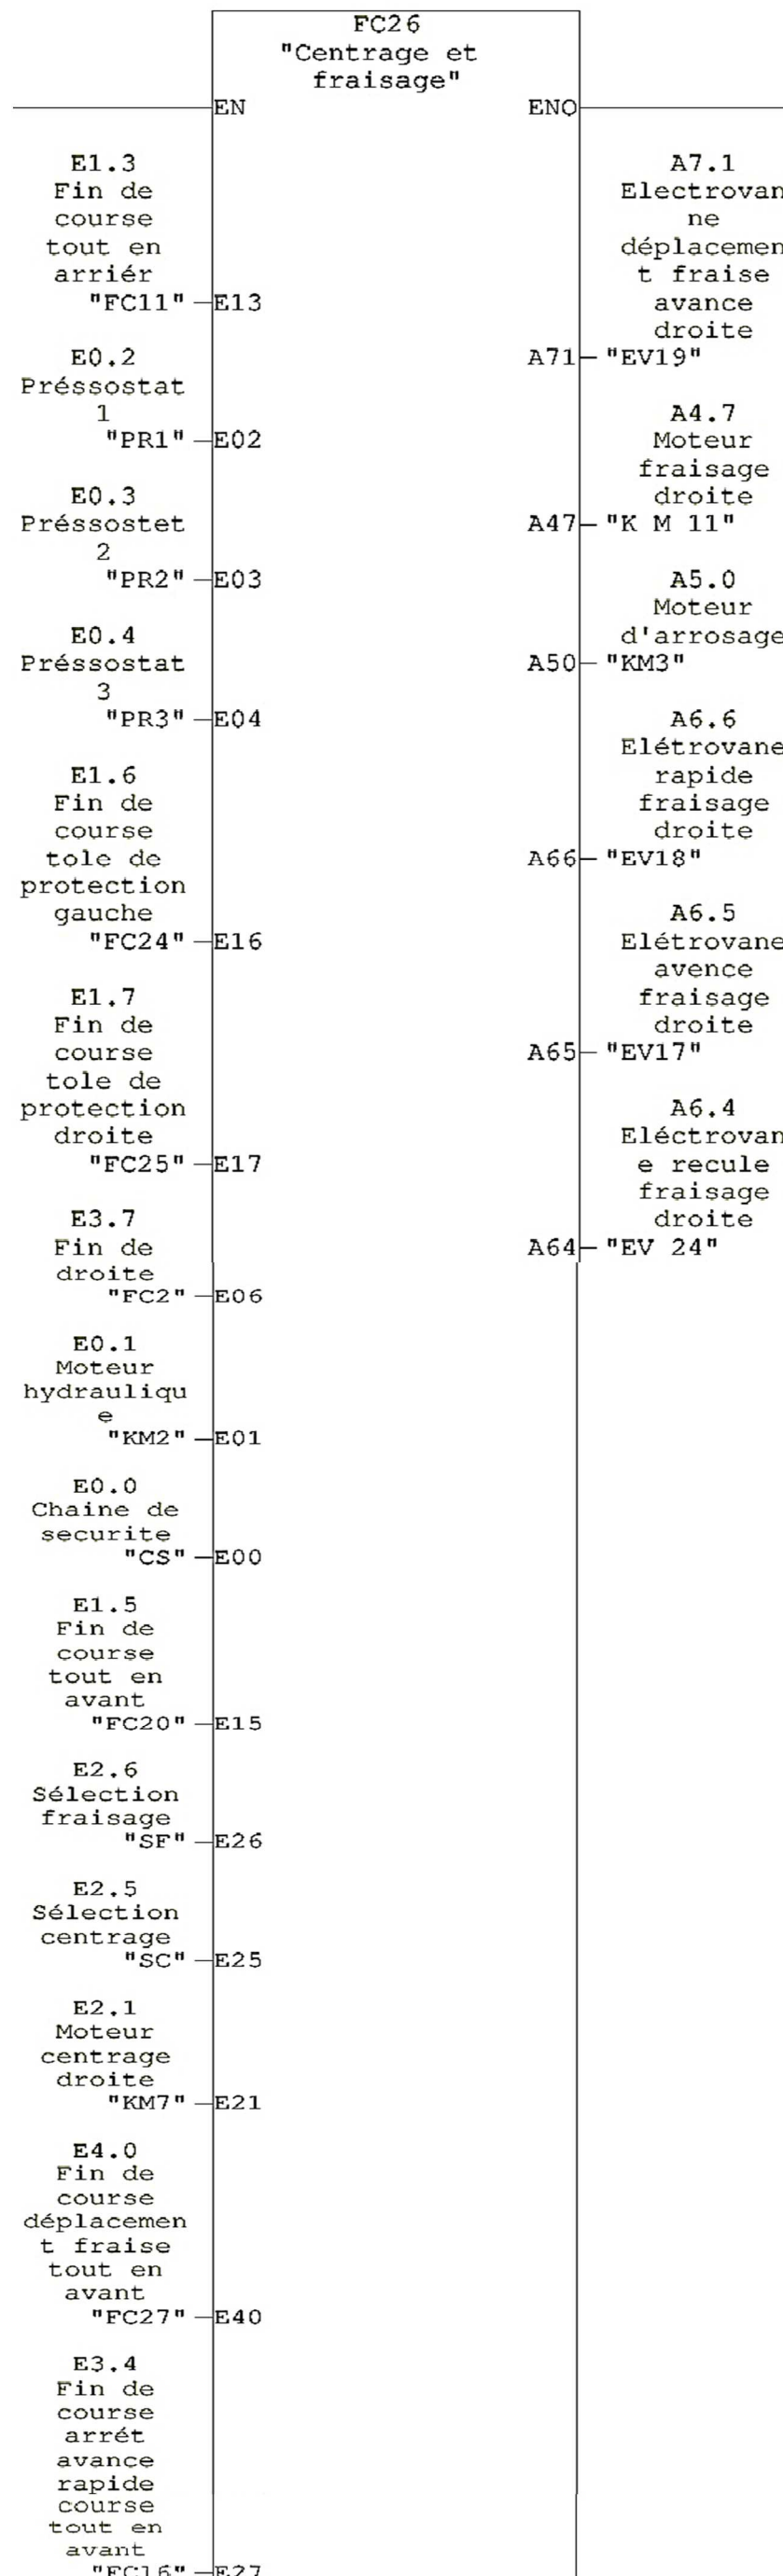 FC26
"Centrage et
fraisage"
EN
ENO
E1.3
Fin de
course
tout en
arriér
"FC11"
E13
E0.2
Préssostat
1
"PR1"
E02
E0.3
Préssostet
2
"PR2"
E03
E0.4
Préssostat
3
"PR3"
E04
E1.6
Fin de
course
tole de
protection
gauche
"FC24"
E16
E1.7
Fin de
course
tole de
protection
droite
"FC25"
E17
E3.7
Fin de
droite
"FC2"
E06
E0.1
Moteur
hydrauliqu
e
"KM2"
E01
E0.0
Chaine de
securite
"CS"
E00
E1.5
Fin de
course
tout en
avant
"FC20"
E15
E2.6
Sélection
fraisage
"SF"
E26
E2.5
Sélection
centrage
"SC"
E25
E2.1
Moteur
centrage
droite
"KM7"
E21
E4.0
Fin de
course
déplacemen
t fraise
tout en
avant
"FC27"
E40
E3.4
Fin de
course
arrét
avance
rapide
course
tout en
avant
"FC16"
E27
A7.1
Electrovan
ne
déplacemen
t fraise
avance
droite
A71
"EV19"
A4.7
Moteur
fraisage
droite
A47
"K M 11"
A5.0
Moteur
d'arrosage
A50
"KM3"
A6.6
Elétrovane
rapide
fraisage
droite
A66
"EV18"
A6.5
Elétrovane
avence
fraisage
droite
A65
"EV17"
A6.4
Eléctrovan
e recule
fraisage
droite
A64
"EV 24"